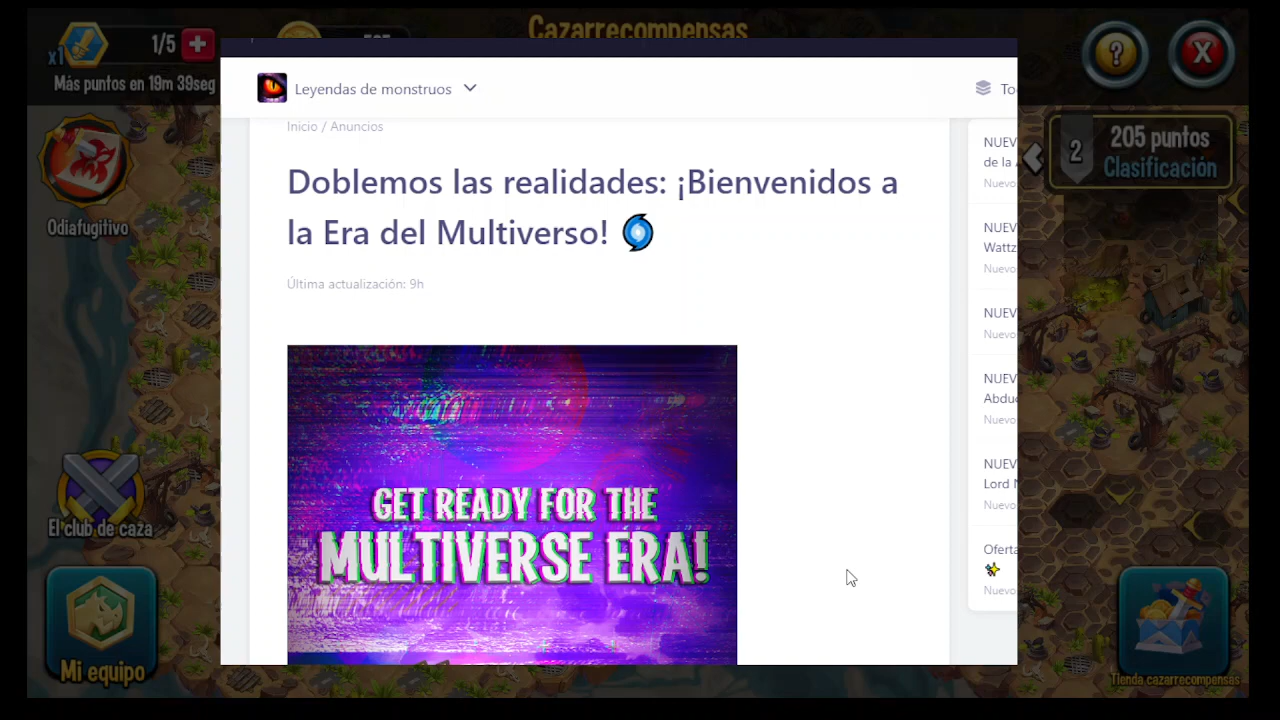 Cazarrecompensas
x1
1/5
Más puntos en 19m 39seg
Leyendas de monstruos
Inicio / Anuncios
Doblemos las realidades: ¡Bienvenidos a
la Era del Multiverso!
Última actualización: 9h
GET READY FOR THE
MULTIVERSE ERA!
NUEV
de la
Nuevo
NUEV
Wattz
Nuevo
NUEV
Nuevo
NUEV
Abduc
Nuevo
NUEV
Lord
Nuevo
Oferta
Nuevo
?
X
2
205 puntos
Clasificación
Odiafugitivo
El club de caza
Mi equipo
Tienda cazarrecompensas